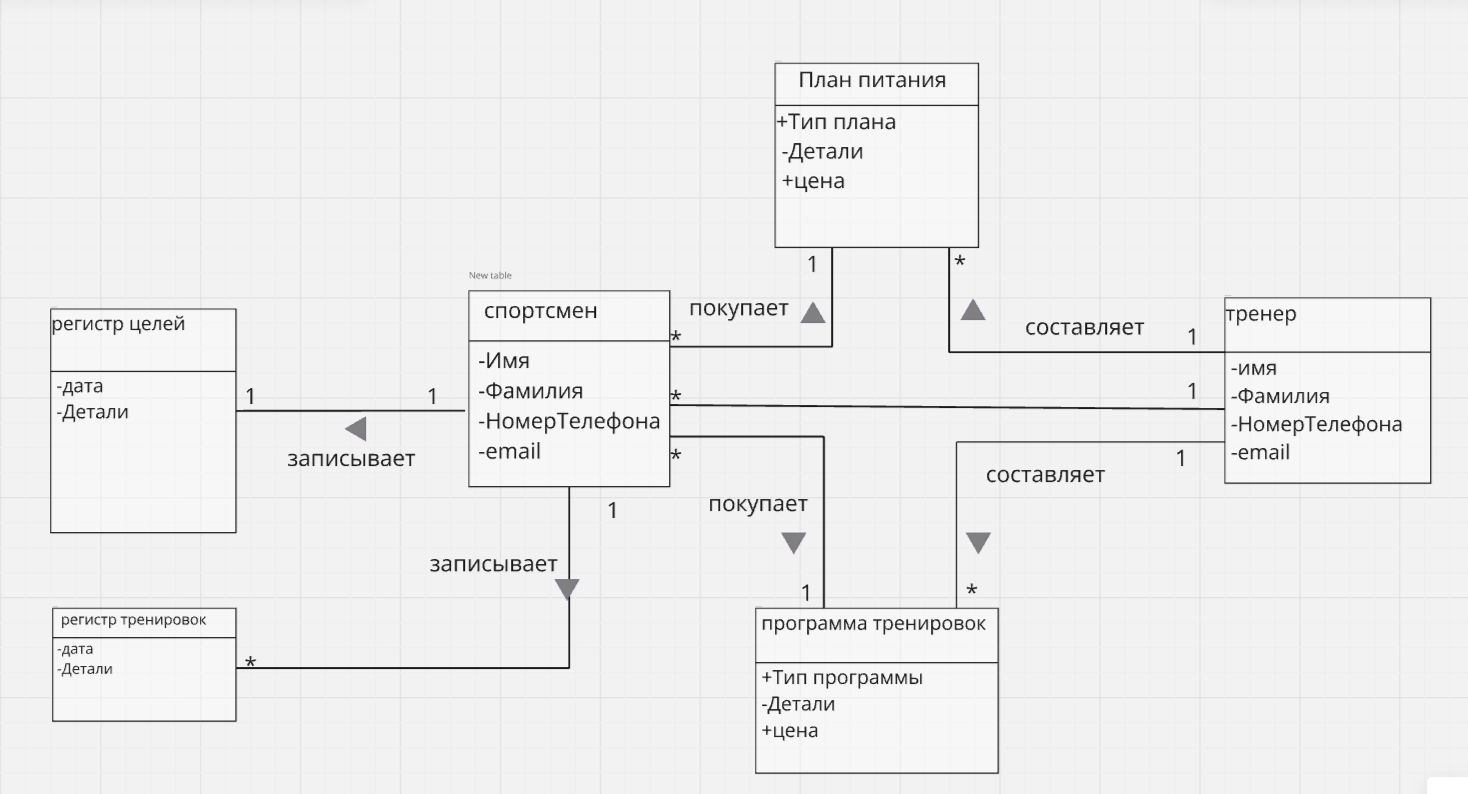 План питания
+Тип плана
-Детали
+цена
1
*
New table
спортсмен
-Имя
-Фамилия
-НомерТелефона
-email
покупает
*
составляет
1
тренер
-имя
-Фамилия
-НомерТелефона
-email
регистр целей
-дата
-Детали
1
1
записывает
*
1
*
покупает
1
составляет
1
*
1
записывает
регистр тренировок
-дата
-Детали
*
программа тренировок
+Тип программы
-Детали
+цена